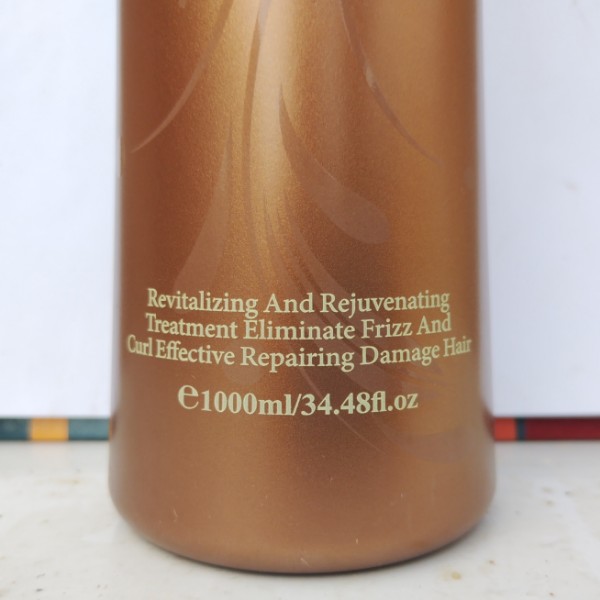 Revitalizing And Rejuvenating
Treatment Eliminate Frizz And
Curl Effective Repairing Damage Hair
℮1000ml/34.48fl.oz